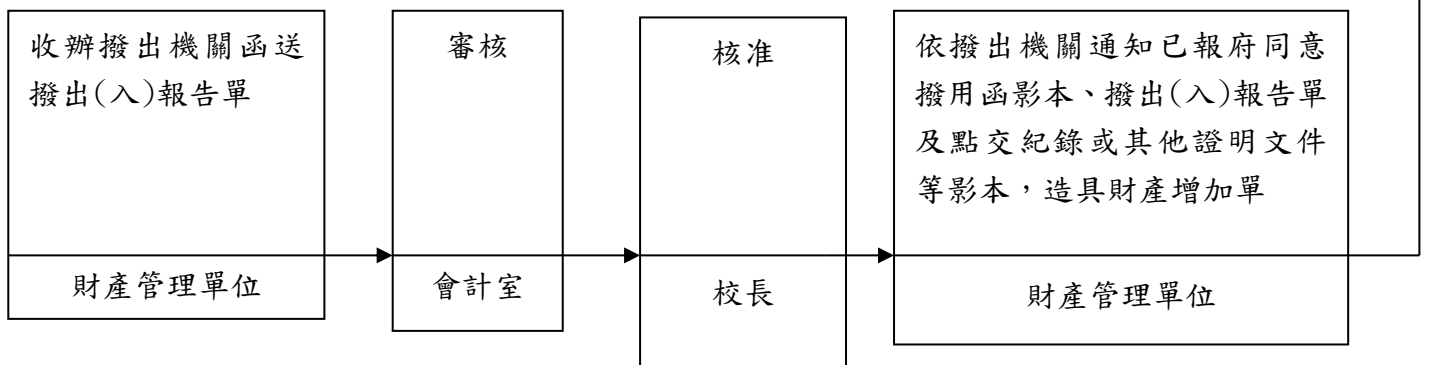 收辦撥出機關函送
撥出(入)報告單
財產管理單位
審核
會計室
核准
校長
依撥出機關通知已報府同意
撥用函影本、撥出(入)報告單
及點交紀錄或其他證明文件
等影本，造具財產增加單
財產管理單位